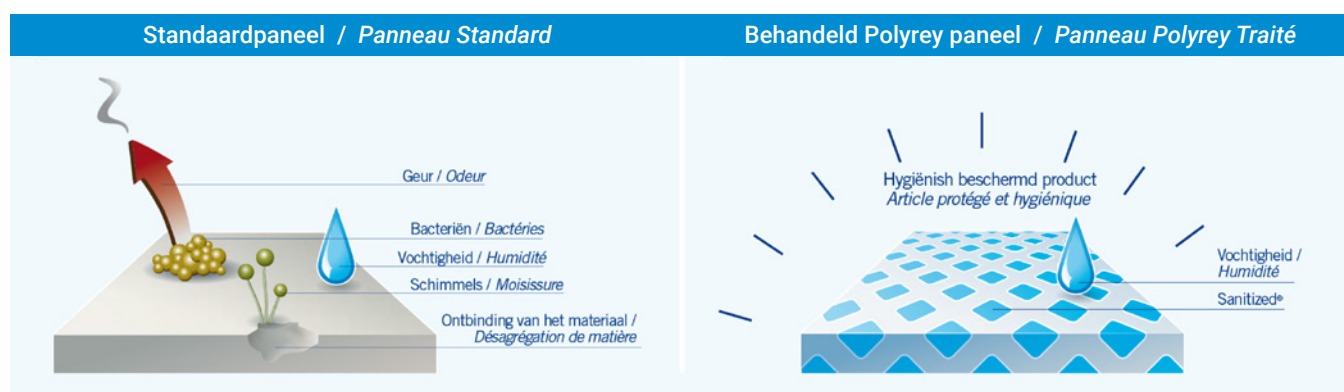 Standaardpaneel / Panneau Standard
Geur / Odeur
Bacteriën / Bactéries
Vochtigheid / Humidité
Schimmels / Moisissure
Ontbinding van het materiaal /
Désagrégation de matière
Behandeld Polyrey paneel / Panneau Polyrey Traité
Hygiënish beschermd product
Article protégé et hygiénique
Vochtigheid /
Humidité
Sanitized®